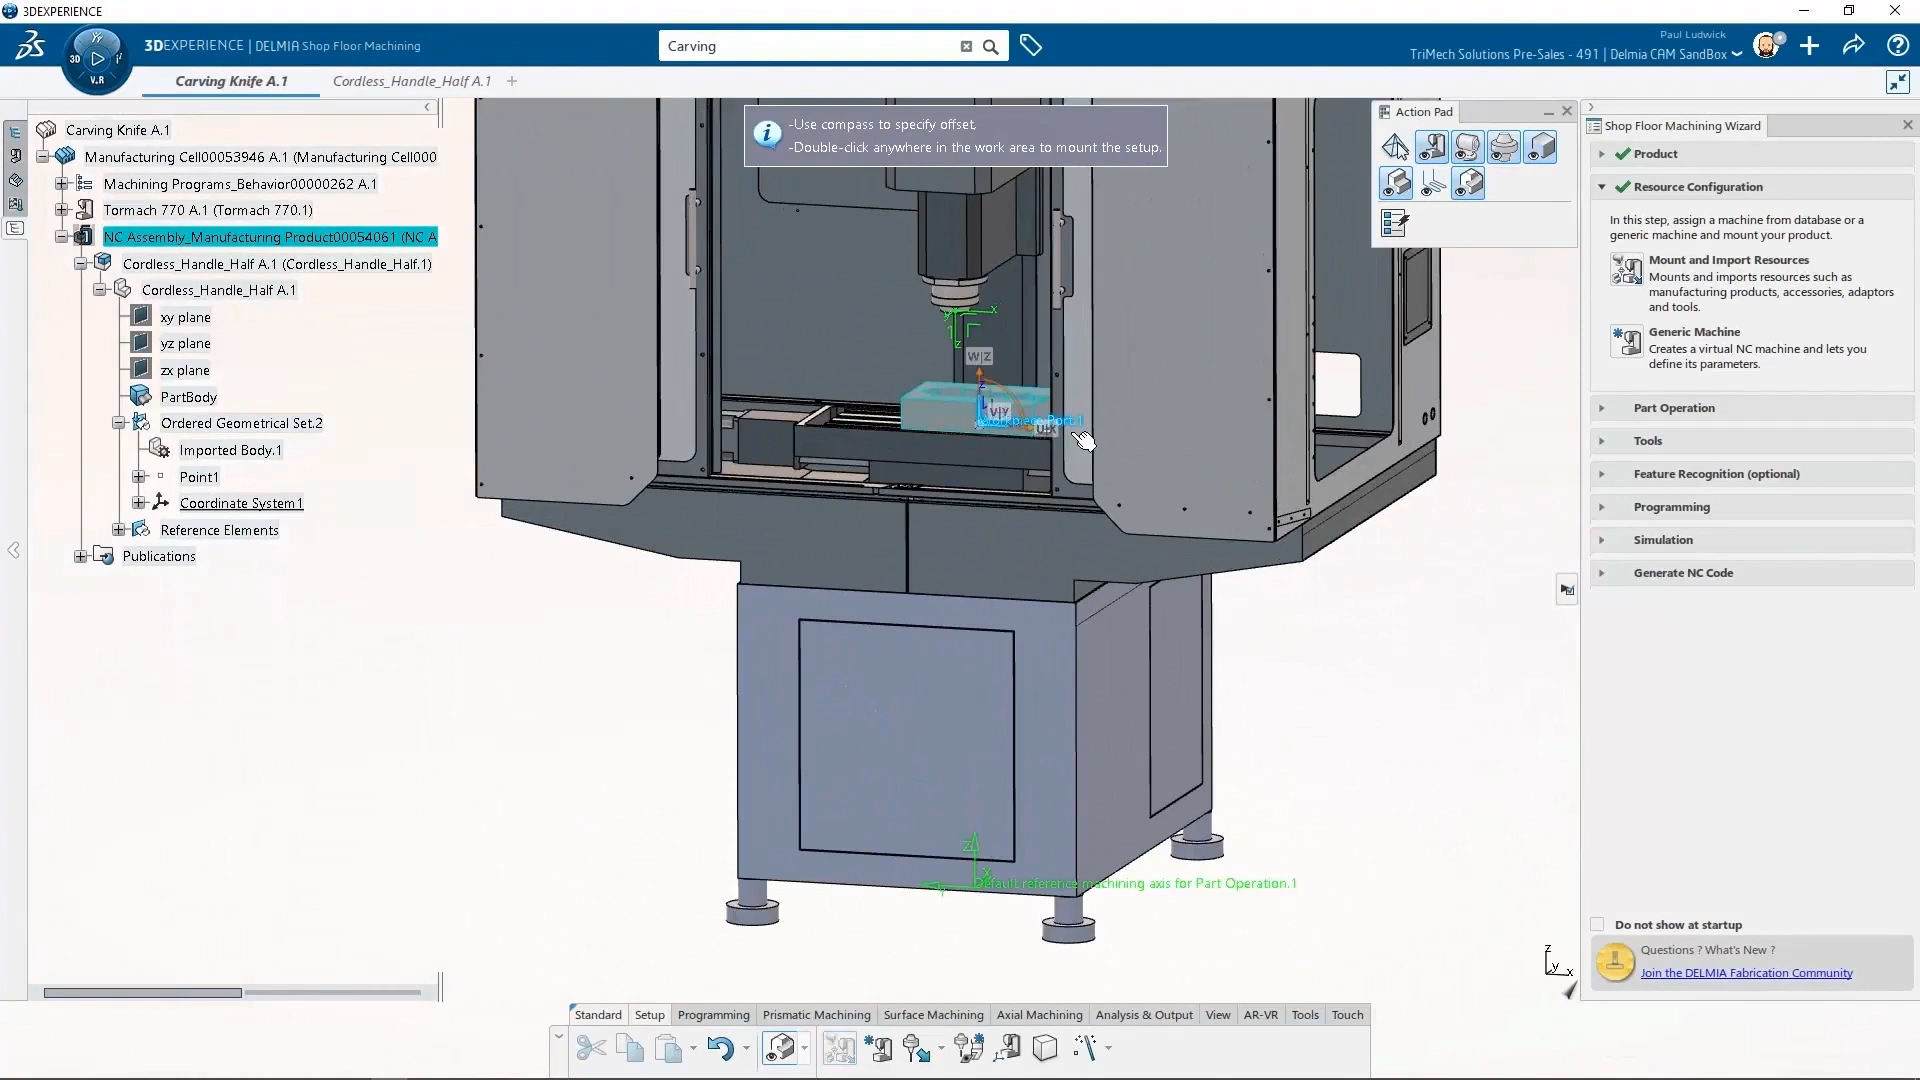 3DEXPERIENCE
3DEXPERIENCE | DELMIA Shop Floor Machining
Carving
Paul Ludwick
TriMech Solutions Pre-Sales - 491 | Delmia CAM SandBox
3D
V.R
Carving Knife A.1
Cordless_Handle_Half A.1
Carving Knife A.1
Manufacturing Cell00053946 A.1 (Manufacturing Cell000
Machining Programs_Behavior00000262 A.1
Tormach 770 A.1 (Tormach 770.1)
NC Assembly_Manufacturing Product00054061 (NC A
Cordless_Handle_Half A.1 (Cordless_Handle_Half.1)
Cordless_Handle_Half A.1
xy plane
yz plane
zx plane
PartBody
Ordered Geometrical Set.2
Imported Body.1
Point1
Coordinate System1
Reference Elements
Publications
-Use compass to specify offset,
-Double-click anywhere in the work area to mount the setup.
x
z
W|Z
z
V|Y
Workpiece Port.1
U|X
Z
X
Default reference machining axis for Part Operation.1
z
y x
Action Pad
Shop Floor Machining Wizard
Product
Resource Configuration
In this step, assign a machine from database or a
generic machine and mount your product.
Mount and Import Resources
Mounts and imports resources such as
manufacturing products, accessories, adaptors
and tools.
Generic Machine
Creates a virtual NC machine and lets you
define its parameters.
Part Operation
Tools
Feature Recognition (optional)
Programming
Simulation
Generate NC Code
Do not show at startup
Questions ? What's New ?
Join the DELMIA Fabrication Community
Standard
Setup
Programming
Prismatic Machining
Surface Machining
Axial Machining
Analysis & Output
View
AR-VR
Tools
Touch